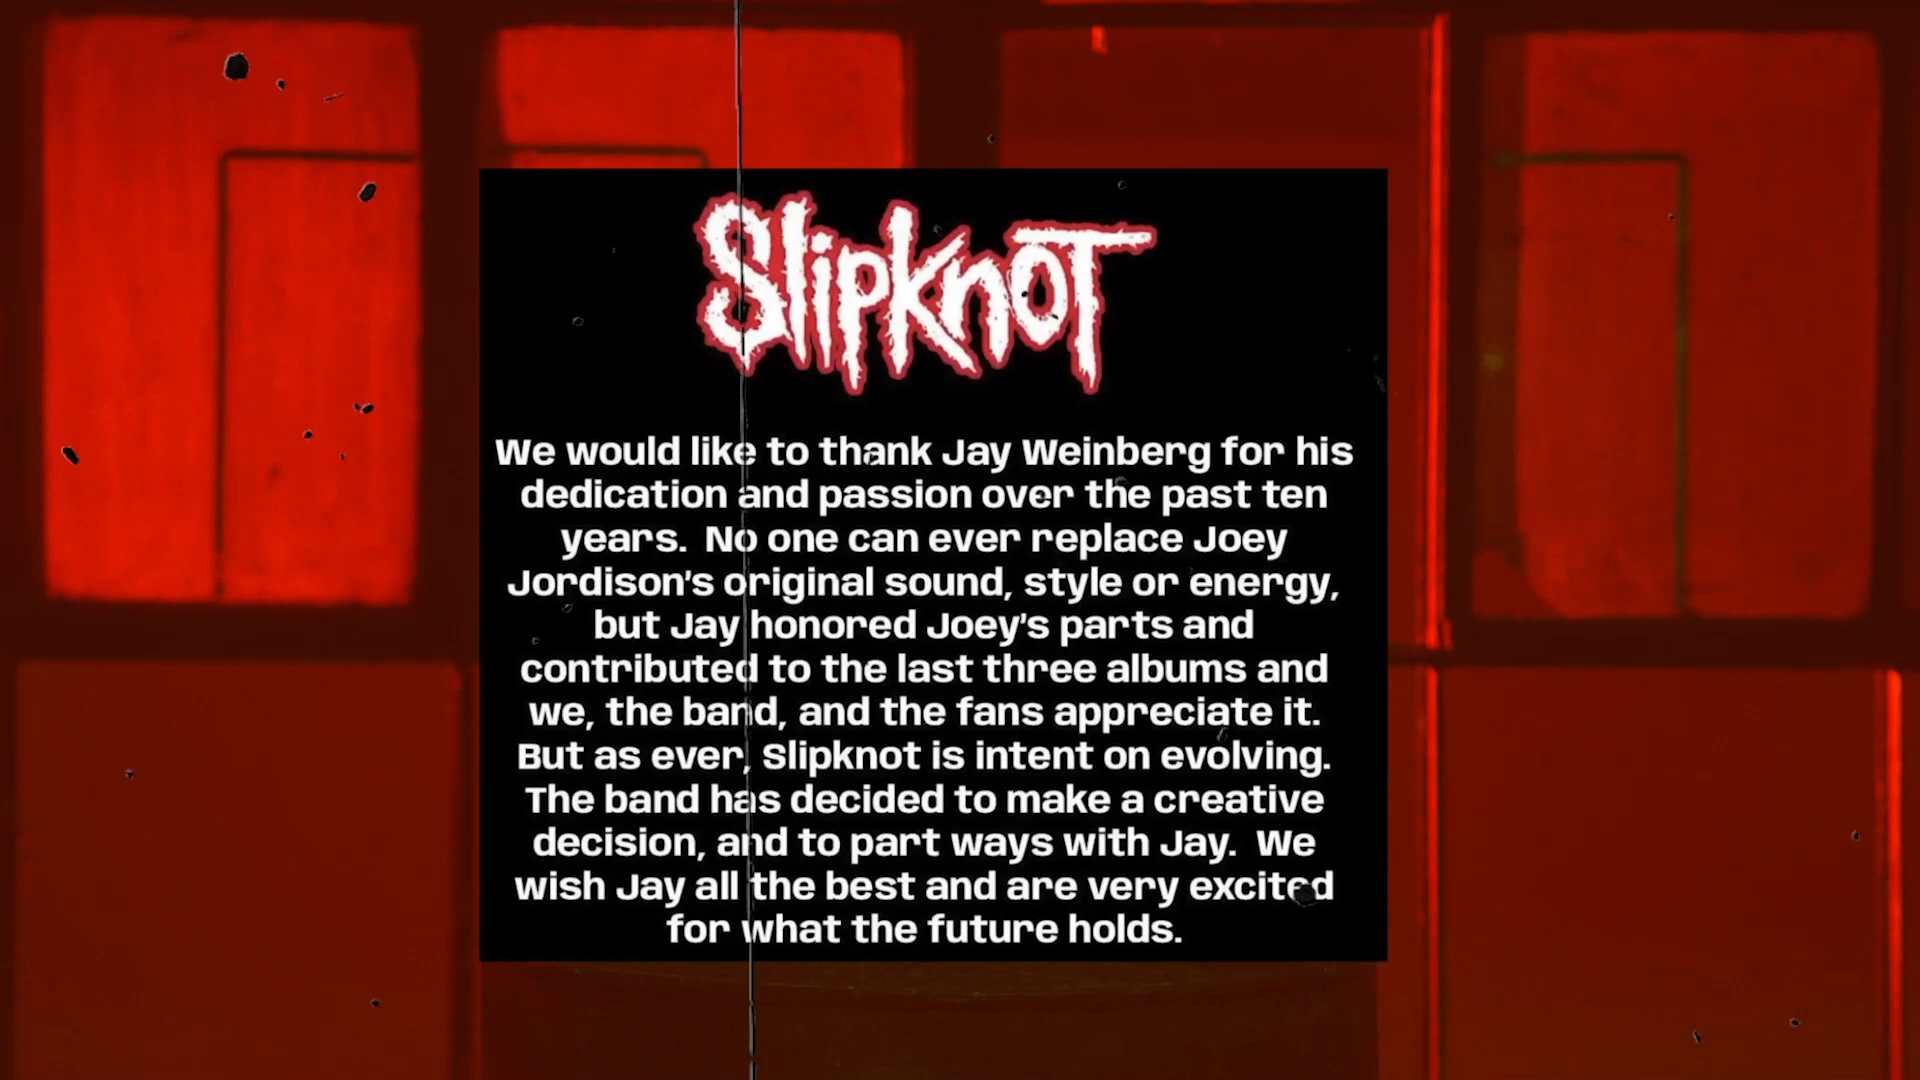 Slipknot
We would like to thank Jay Weinberg for his
dedication and passion over the past ten
years. No one can ever replace Joey
Jordison's original sound, style or energy,
but Jay honored Joey's parts and
contributed to the last three albums and
we, the band, and the fans appreciate it.
But as ever, Slipknot is intent on evolving.
The band has decided to make a creative
decision, and to part ways with Jay. We
wish Jay all the best and are very excited
for what the future holds.